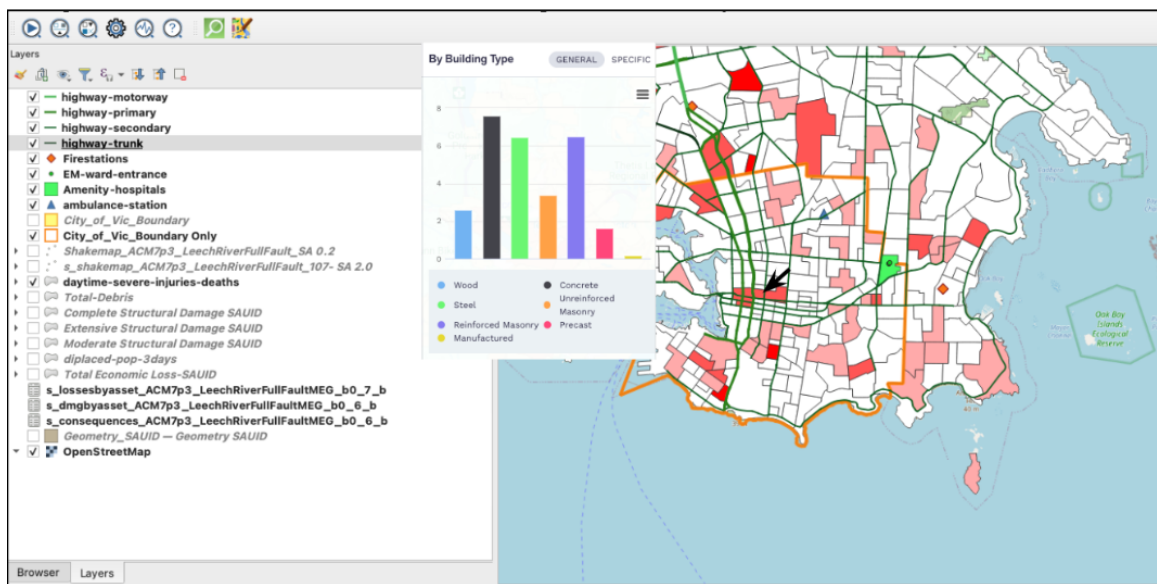 Layers
highway-motorway
highway-primary
highway-secondary
highway-trunk
Firestations
EM-ward-entrance
Amenity-hospitals
ambulance-station
City_of_Vic_Boundary
City_of_Vic_Boundary Only
Shakemap_ACM7p3_LeechRiverFullFault_SA 0.2
s_shakemap_ACM7p3_LeechRiverFullFault_107- SA 2.0
daytime-severe-injuries-deaths
Total-Debris
Complete Structural Damage SAUID
Extensive Structural Damage SAUID
Moderate Structural Damage SAUID
diplaced-pop-3days
Total Economic Loss-SAUID
s_lossesbyasset_ACM7p3_LeechRiverFullFaultMEG_b0_7_b
s_dmgbyasset_ACM7p3_LeechRiverFullFaultMEG_b0_6_b
s_consequences_ACM7p3_LeechRiverFullFaultMEG_b0_6_b
Geometry_SAUID — Geometry SAUID
OpenStreetMap
Browser
Layers
By Building Type
GENERAL
SPECIFIC
8
6
4
2
0
Wood
Concrete
Steel
Unreinforced
Masonry
Reinforced Masonry
Precast
Manufactured
Oak Bay
Islands
Ecological
Reserve
40 m